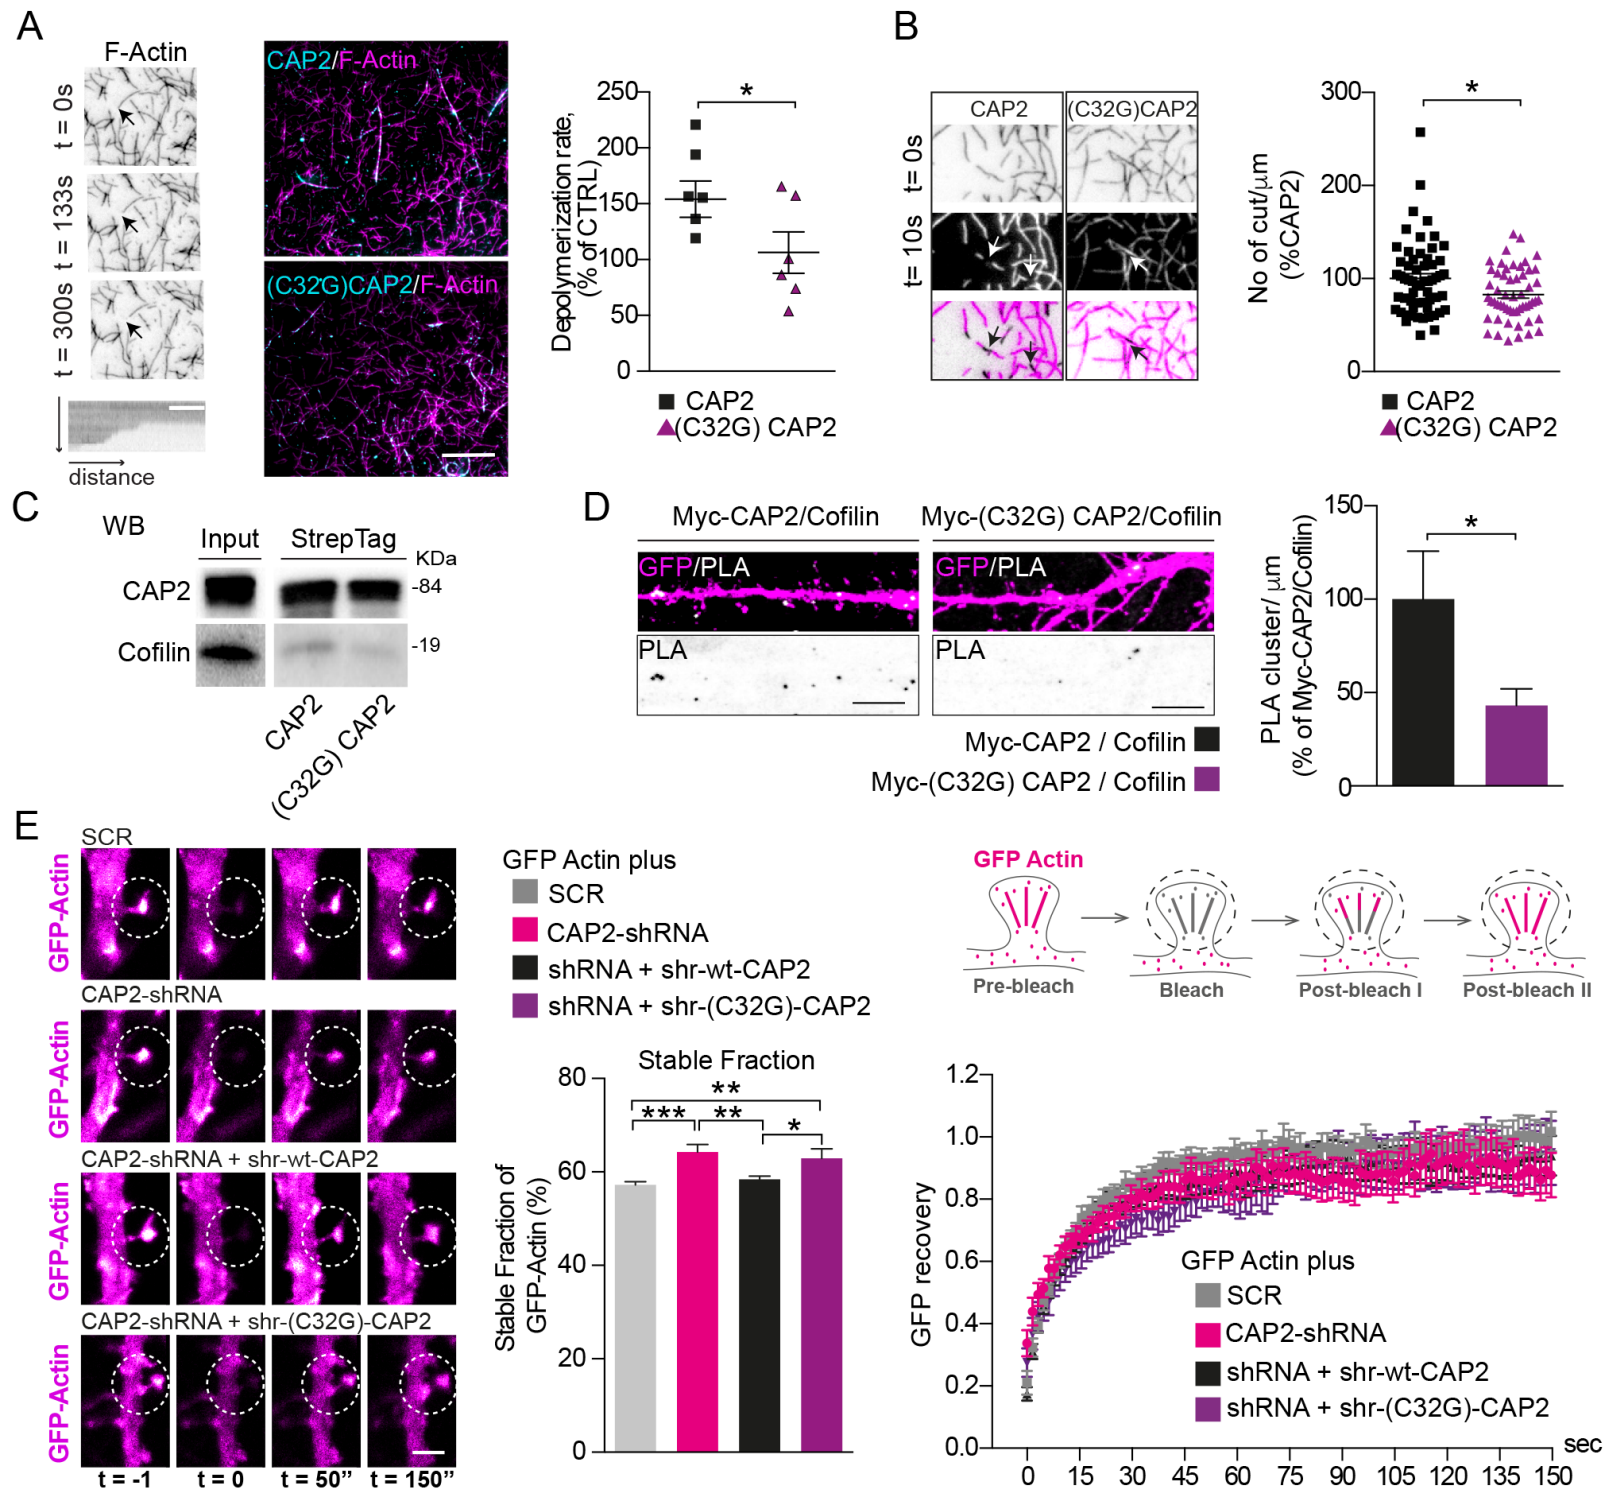 A
F-Actin
t = 0s
t = 133s
t = 300s
distance
CAP2/F-Actin
(C32G)CAP2/F-Actin
Depolymerization rate,
(% of CTRL)
250
200
150
100
50
0
*
CAP2
(C32G) CAP2
B
CAP2
(C32G)CAP2
t= 0s
t= 10s
No of cut/μm
(%CAP2)
300
200
100
0
*
CAP2
(C32G) CAP2
C
WB
Input
StrepTag
KDa
CAP2
-84
Cofilin
-19
CAP2
(C32G) CAP2
D
Myc-CAP2/Cofilin
Myc-(C32G) CAP2/Cofilin
GFP/PLA
GFP/PLA
PLA
PLA
Myc-CAP2 / Cofilin
Myc-(C32G) CAP2 / Cofilin
PLA cluster/ μm
(% of Myc-CAP2/Cofilin)
150
100
50
0
*
E
SCR
GFP-Actin
CAP2-shRNA
GFP-Actin
CAP2-shRNA + shr-wt-CAP2
GFP-Actin
CAP2-shRNA + shr-(C32G)-CAP2
GFP-Actin
t = -1
t = 0
t = 50”
t = 150”
GFP Actin plus
SCR
CAP2-shRNA
shRNA + shr-wt-CAP2
shRNA + shr-(C32G)-CAP2
Stable Fraction
Stable Fraction of
GFP-Actin (%)
80
60
40
20
0
**
***
**
*
GFP Actin
Pre-bleach
Bleach
Post-bleach I
Post-bleach II
GFP recovery
1.2
1.0
0.8
0.6
0.4
0.2
0.0
GFP Actin plus
SCR
CAP2-shRNA
shRNA + shr-wt-CAP2
shRNA + shr-(C32G)-CAP2
sec
0
15
30
45
60
75
90
105
120
135
150